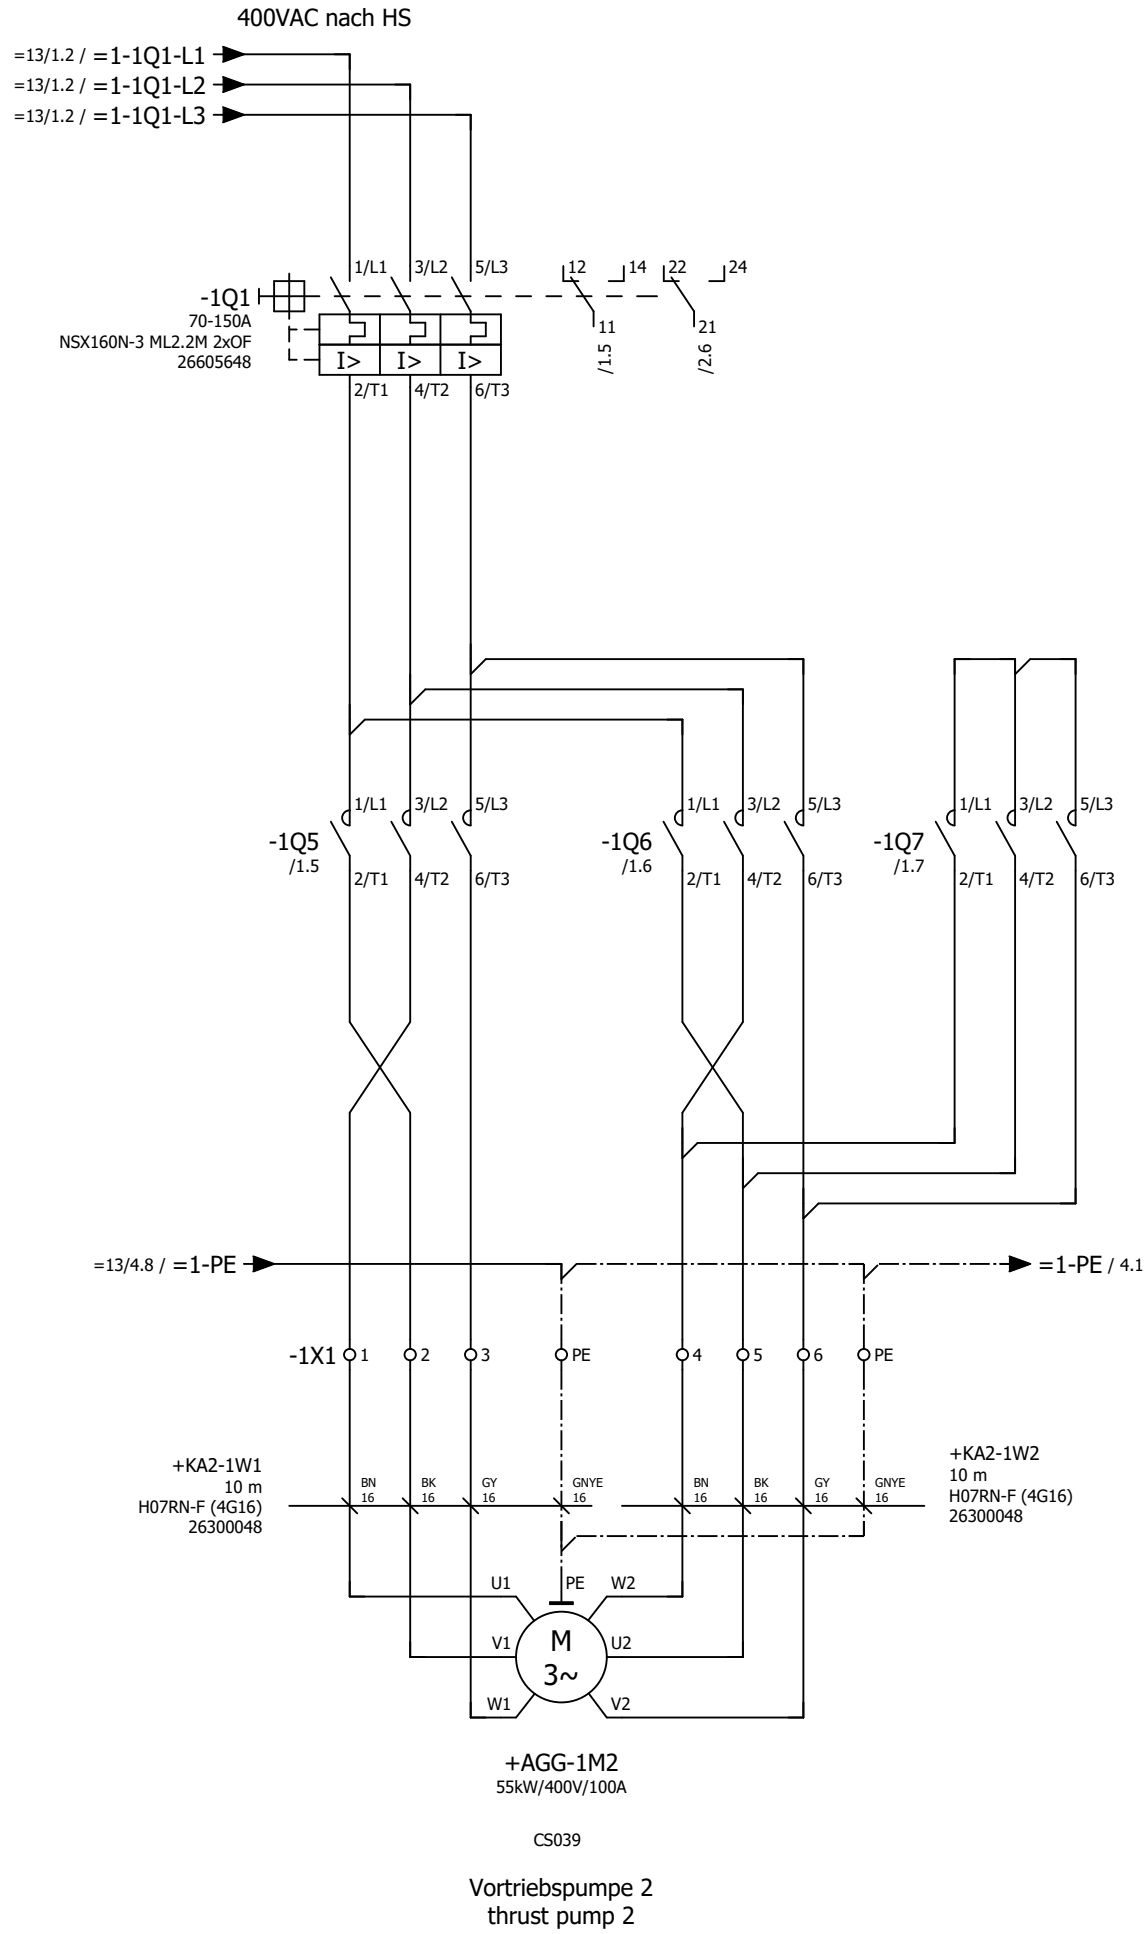 400VAC nach HS
=13/1.2 / =1-1Q1-L1
=13/1.2 / =1-1Q1-L2
=13/1.2 / =1-1Q1-L3
1/L1 3/L2 5/L3 12 14 22 24
-1Q1
70-150A
NSX160N-3 ML2.2M 2xOF
26605648
11 21
/1.5 /2.6
I> I> I>
2/T1 4/T2 6/T3
1/L1 3/L2 5/L3 1/L1 3/L2 5/L3 1/L1 3/L2 5/L3
-1Q5 -1Q6 -1Q7
/1.5 /1.6 /1.7
2/T1 4/T2 6/T3 2/T1 4/T2 6/T3 2/T1 4/T2 6/T3
=13/4.8 / =1-PE =1-PE / 4.1
-1X1 1 2 3 PE 4 5 6 PE
+KA2-1W1
10 m
H07RN-F (4G16)
26300048
BN BK GY GNYE BN BK GY GNYE
16 16 16 16 16 16 16 16
+KA2-1W2
10 m
H07RN-F (4G16)
26300048
U1 PE W2
V1 M U2
3~
W1 V2
+AGG-1M2
55kW/400V/100A
CS039
Vortriebspumpe 2
thrust pump 2